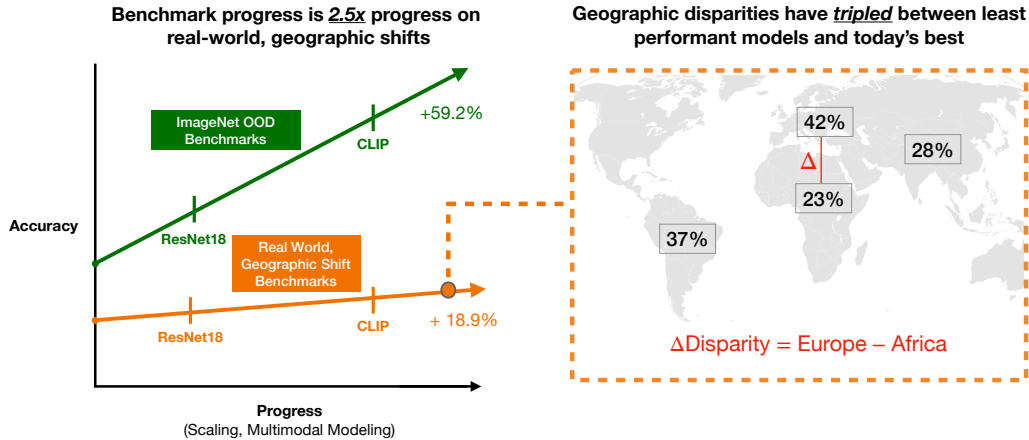 Benchmark progress is 2.5x progress on
real-world, geographic shifts
+59.2%
ImageNet OOD
Benchmarks
CLIP
ResNet18
Accuracy
Real World,
Geographic Shift
Benchmarks
ResNet18
CLIP
+ 18.9%
Progress
(Scaling, Multimodal Modeling)
Geographic disparities have tripled between least
performant models and today's best
42%
28%
Δ
23%
37%
ΔDisparity = Europe – Africa